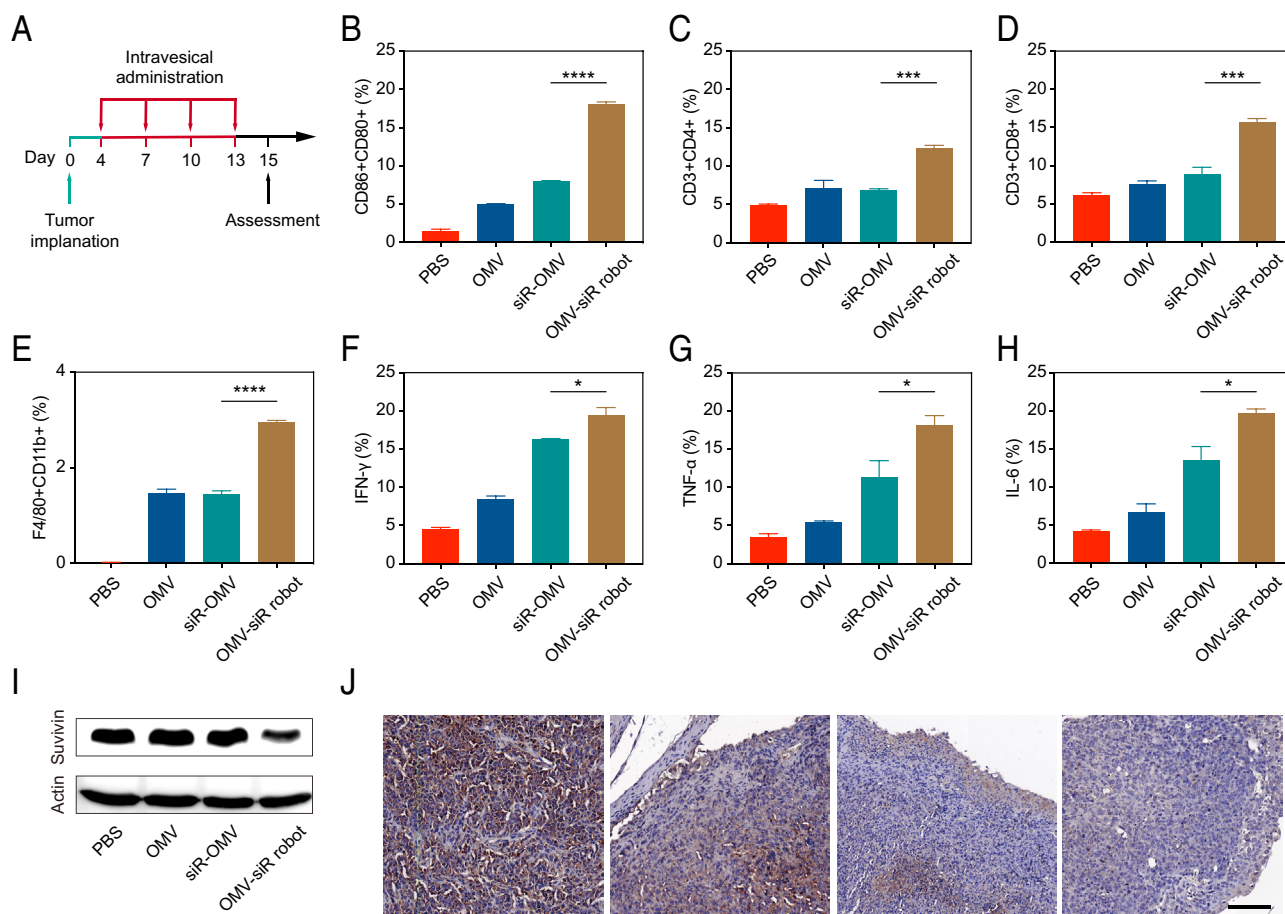 A
Intravesical
administration
Day 0 4 7 10 13 15
Tumor
implanation
Assessment
B
CD86+CD80+ (%)
25
20
15
10
5
0
****
PBS
OMV
siR-OMV
OMV-siR robot
C
CD3+CD4+ (%)
25
20
15
10
5
0
***
PBS
OMV
siR-OMV
OMV-siR robot
D
CD3+CD8+ (%)
25
20
15
10
5
0
***
PBS
OMV
siR-OMV
OMV-siR robot
E
F4/80+CD11b+ (%)
4
2
0
****
PBS
OMV
siR-OMV
OMV-siR robot
F
IFN-γ (%)
25
20
15
10
5
0
*
PBS
OMV
siR-OMV
OMV-siR robot
G
TNF-α (%)
25
20
15
10
5
0
*
PBS
OMV
siR-OMV
OMV-siR robot
H
IL-6 (%)
25
20
15
10
5
0
*
PBS
OMV
siR-OMV
OMV-siR robot
I
Suvivin
Actin
PBS
OMV
siR-OMV
OMV-siR robot
J